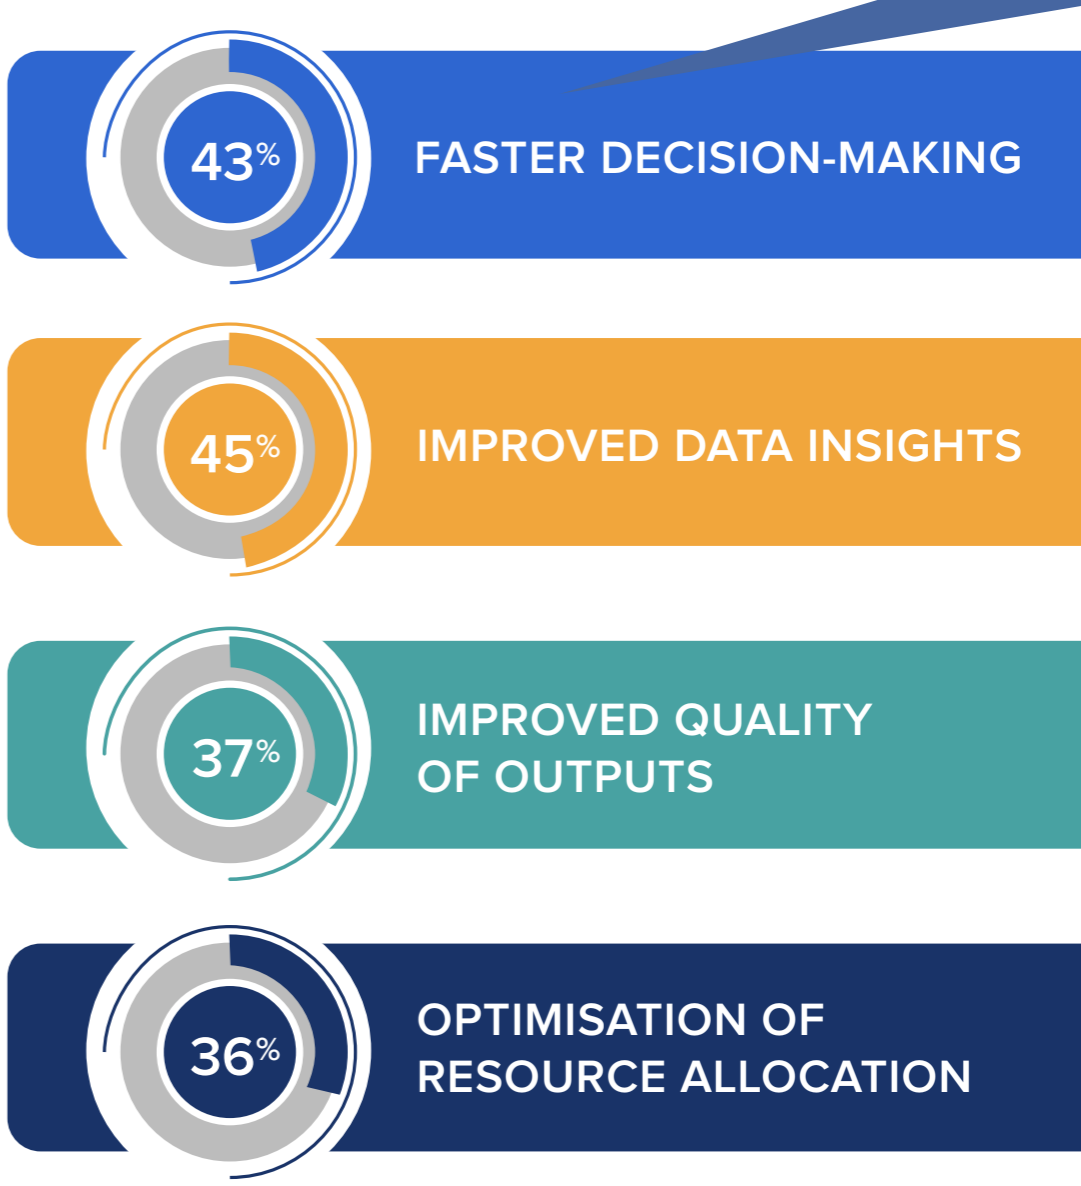 43%
FASTER DECISION-MAKING
45%
IMPROVED DATA INSIGHTS
37%
IMPROVED QUALITY
OF OUTPUTS
36%
OPTIMISATION OF
RESOURCE ALLOCATION